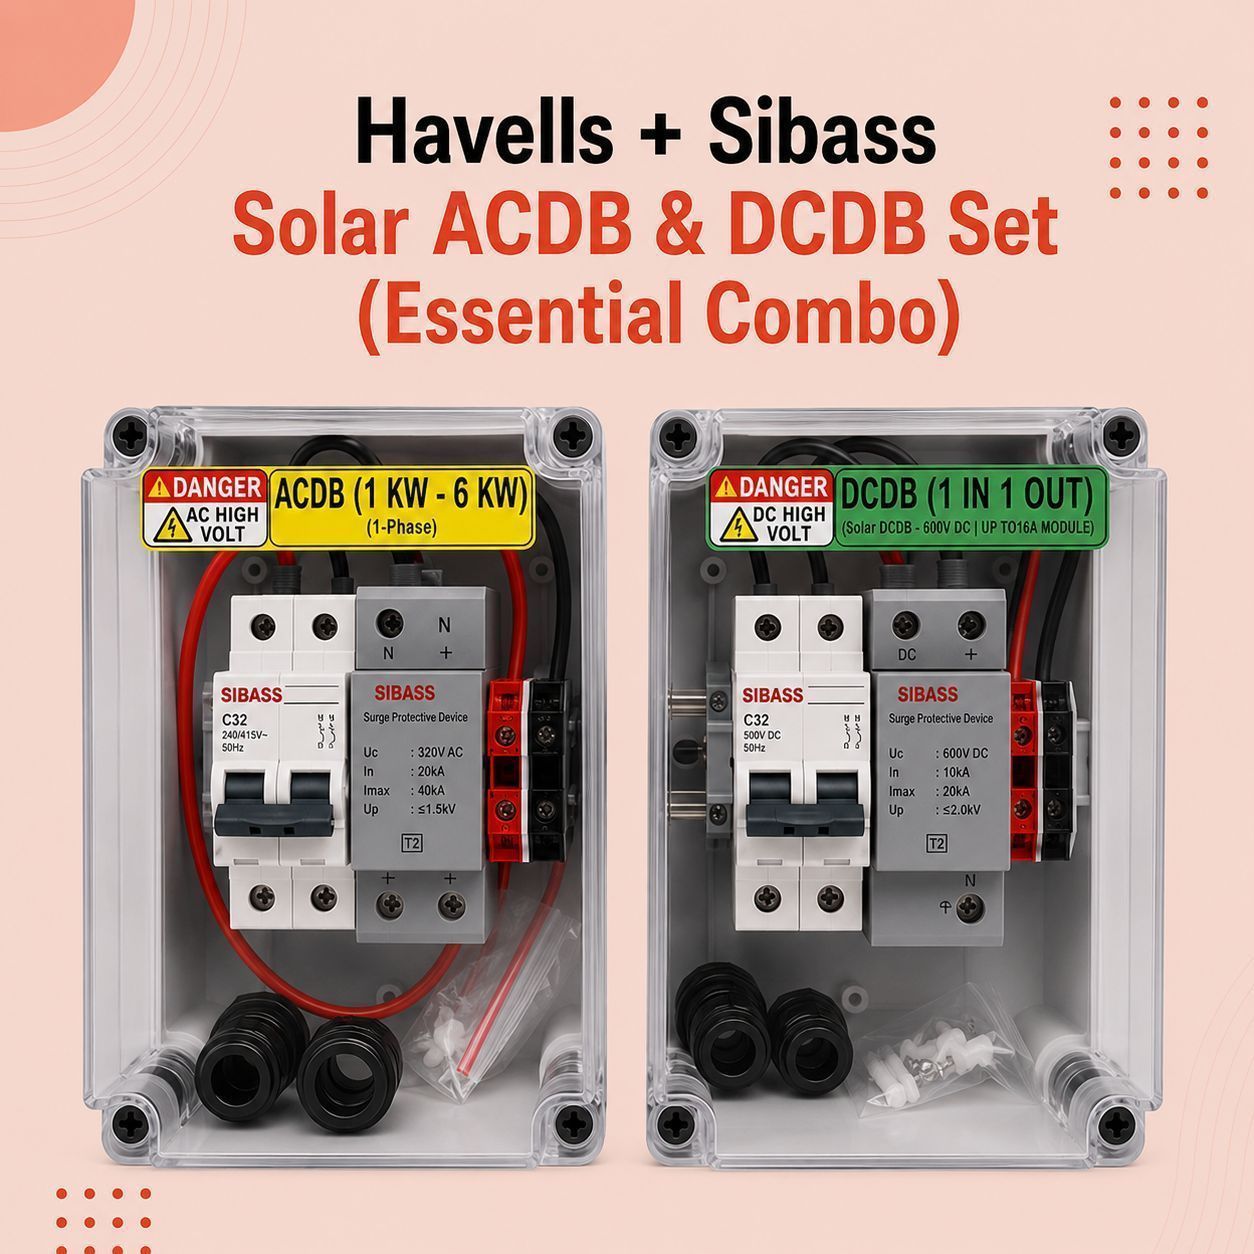 Havells + Sibass
Solar ACDB & DCDB Set
(Essential Combo)
DANGER
AC HIGH
VOLT
ACDB (1 KW - 6 KW)
(1-Phase)
N
N
+
SIBASS
C32
240/415V~
50Hz
SIBASS
Surge Protective Device
Uc : 320V AC
In : 20kA
Imax : 40kA
Up : ≤1.5kV
T2
+ +
DANGER
DC HIGH
VOLT
DCDB (1 IN 1 OUT)
(Solar DCDB - 600V DC | UP TO16A MODULE)
DC +
SIBASS
C32
500V DC
50Hz
SIBASS
Surge Protective Device
Uc : 600V DC
In : 10kA
Imax : 20kA
Up : ≤2.0kV
T2
N